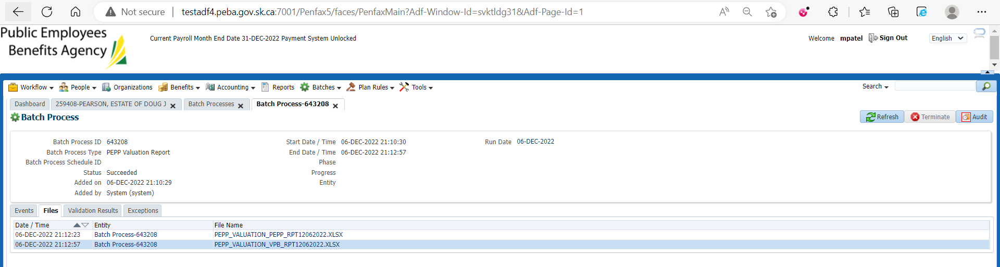 Not secure | testadf4.peba.gov.sk.ca:7001/Penfax5/faces/PenfaxMain?Adf-Window-Id=svktldg31&Adf-Page-Id=1
Public Employees
Benefits Agency
Current Payroll Month End Date 31-DEC-2022 Payment System Unlocked
Welcome mpatel Sign Out English
Workflow People Organizations Benefits Accounting Reports Batches Plan Rules Tools Search
Dashboard 259408-PEARSON, ESTATE OF DOUG J Batch Processes Batch Process-643208
Batch Process Refresh Terminate Audit
Batch Process ID 643208 Start Date / Time 06-DEC-2022 21:10:30 Run Date 06-DEC-2022
Batch Process Type PEPP Valuation Report End Date / Time 06-DEC-2022 21:12:57
Batch Process Schedule ID Phase
Status Succeeded Progress
Added on 06-DEC-2022 21:10:29 Entity
Added by System (system)
Events Files Validation Results Exceptions
Date / Time Entity File Name
06-DEC-2022 21:12:23 Batch Process-643208 PEPP_VALUATION_PEPP_RPT12062022.XLSX
06-DEC-2022 21:12:57 Batch Process-643208 PEPP_VALUATION_VPB_RPT12062022.XLSX